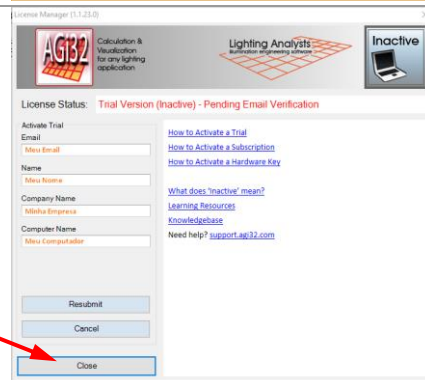 License Manager (1.1.23.0)
AGi32
Calculation &
Visualization
for any lighting
application
Lighting Analysts
illumination engineering software
Inactive
License Status: Trial Version (Inactive) - Pending Email Verification
Activate Trial
Email
Meu Email
Name
Meu Nome
Company Name
Minha Empresa
Computer Name
Meu Computador
Resubmit
Cancel
Close
How to Activate a Trial
How to Activate a Subscription
How to Activate a Hardware Key
What does 'Inactive' mean?
Learning Resources
Knowledgebase
Need help? support.agi32.com